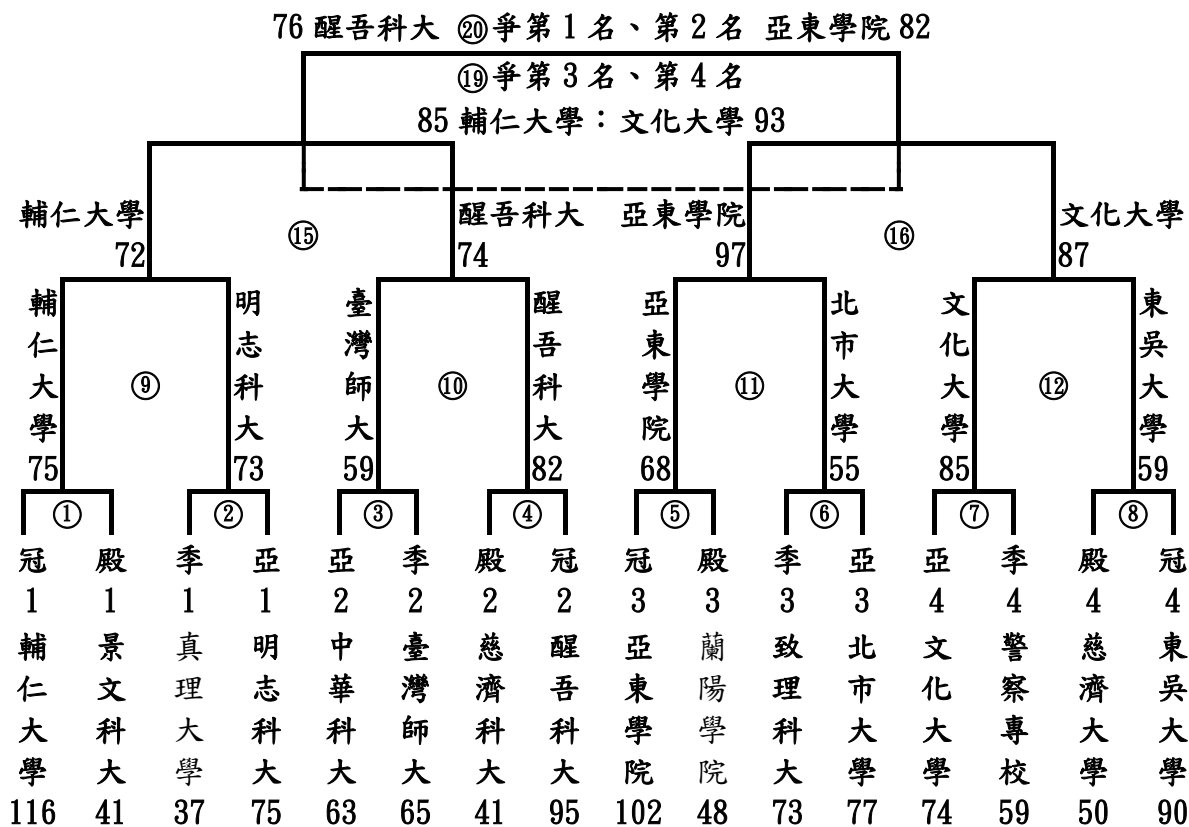 76 醒吾科大 ⑳爭第1名、第2名 亞東學院 82
⑲爭第3名、第4名
85 輔仁大學：文化大學 93
輔仁大學
72
⑮
醒吾科大
74
亞東學院
97
⑯
文化大學
87
輔仁大學
75
⑨
明志科大
73
臺灣師大
59
⑩
醒吾科大
82
亞東學院
68
⑪
北市大學
55
文化大學
85
⑫
東吳大學
59
① ② ③ ④ ⑤ ⑥ ⑦ ⑧
冠 殿 季 亞 亞 季 殿 冠 冠 殿 季 亞 亞 季 殿 冠
1 1 1 1 2 2 2 2 3 3 3 3 4 4 4 4
輔仁大學
景文科大
真理大學
明志科大
中華科大
臺灣師大
慈濟科大
醒吾科大
亞東學院
蘭陽學院
致理科大
北市大學
文化大學
警察專校
慈濟大學
東吳大學
116 41 37 75 63 65 41 95 102 48 73 77 74 59 50 90